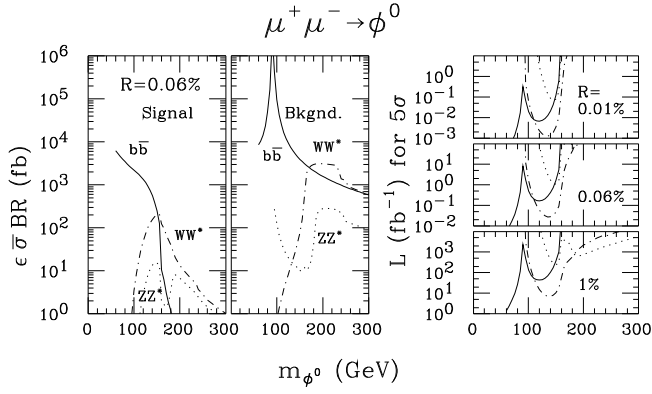 μ⁺μ⁻→ϕ⁰
ε σ̄ BR (fb)
10⁶
10⁵
10⁴
10³
10²
10¹
10⁰
R=0.06%
Signal
bb̄
WW*
ZZ*
0 100 200
Bkgnd.
WW*
bb̄
ZZ*
0 100 200 300
L (fb⁻¹) for 5σ
10⁰
10⁻¹
10⁻²
10⁻³
R=
0.01%
10¹
10⁰
10⁻¹
10⁻²
0.06%
10³
10²
10¹
10⁰
1%
0 100 200 300
m_ϕ⁰ (GeV)